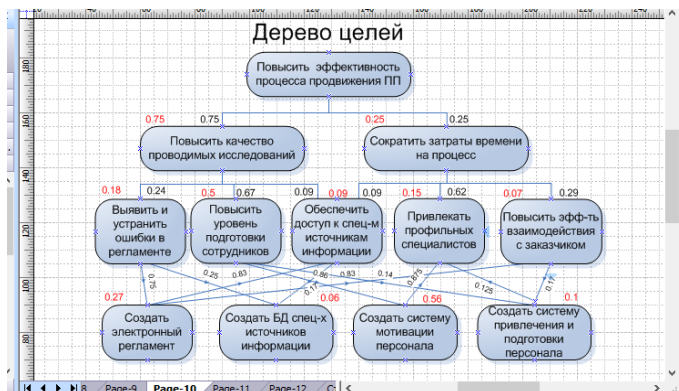 Дерево целей
Повысить эффективность
процесса продвижения ПП
0.75 0.75 0.25 0.25
Повысить качество
проводимых исследований
Сократить затраты времени
на процесс
0.18 0.24 0.5 0.67 0.09 0.09 0.09 0.15 0.62 0.07 0.29
Выявить и
устранить
ошибки в
регламенте
Повысить
уровень
подготовки
сотрудников
Обеспечить
доступ к спец-м
источникам
информации
Привлекать
профильных
специалистов
Повысить эфф-ть
взаимодействия
с заказчиком
0.75 0.25 0.83 0.17 0.86 0.83 0.14 0.875 0.125
0.27 0.06 0.56 0.1
Создать
электронный
регламент
Создать БД спец-х
источников
информации
Создать систему
мотивации
персонала
Создать систему
привлечения и
подготовки
персонала
Page-9 Page-10 Page-11 Page-12